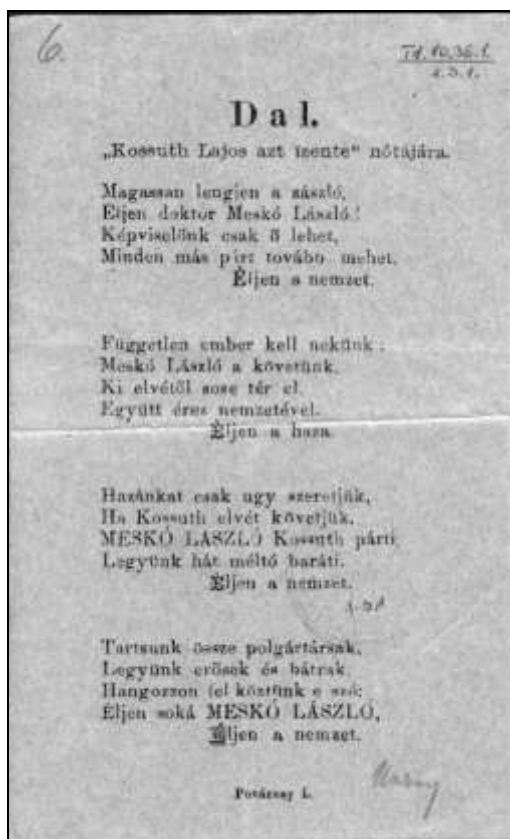 6.
Dal.
„Kossuth Lajos azt izente“ nótájára.
Magassan lengjen a zászló,
Éljen doktor Meskó László!
Képviselőnk csak ő lehet,
Minden más párt tovább mehet.
Éljen a nemzet.
Független ember kell nekünk:
Meskó László a követünk.
Ki elvétől sose tér el.
Együtt érez nemzetével.
Éljen a haza.
Hazánkat csak ugy szeretjük,
Ha Kossuth elvét követjük.
MESKÓ LÁSZLÓ Kossuth párti,
Legyünk hát méltó baráti.
Éljen a nemzet.
Tartsunk össze polgártársak,
Legyünk erősek és bátrak.
Hangozzon fel köztünk e szó:
Éljen soká MESKÓ LÁSZLÓ,
Éljen a nemzet.